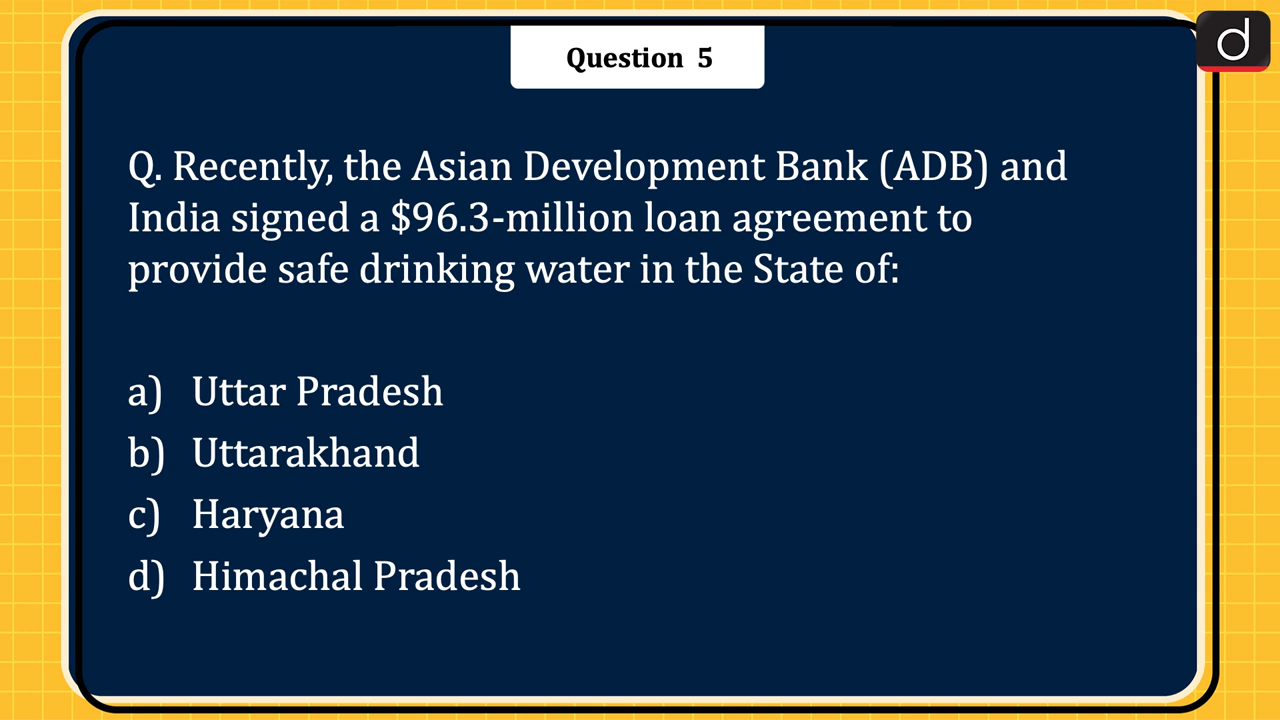 Question 5
d
Q. Recently, the Asian Development Bank (ADB) and
India signed a $96.3-million loan agreement to
provide safe drinking water in the State of:
a) Uttar Pradesh
b) Uttarakhand
c) Haryana
d) Himachal Pradesh